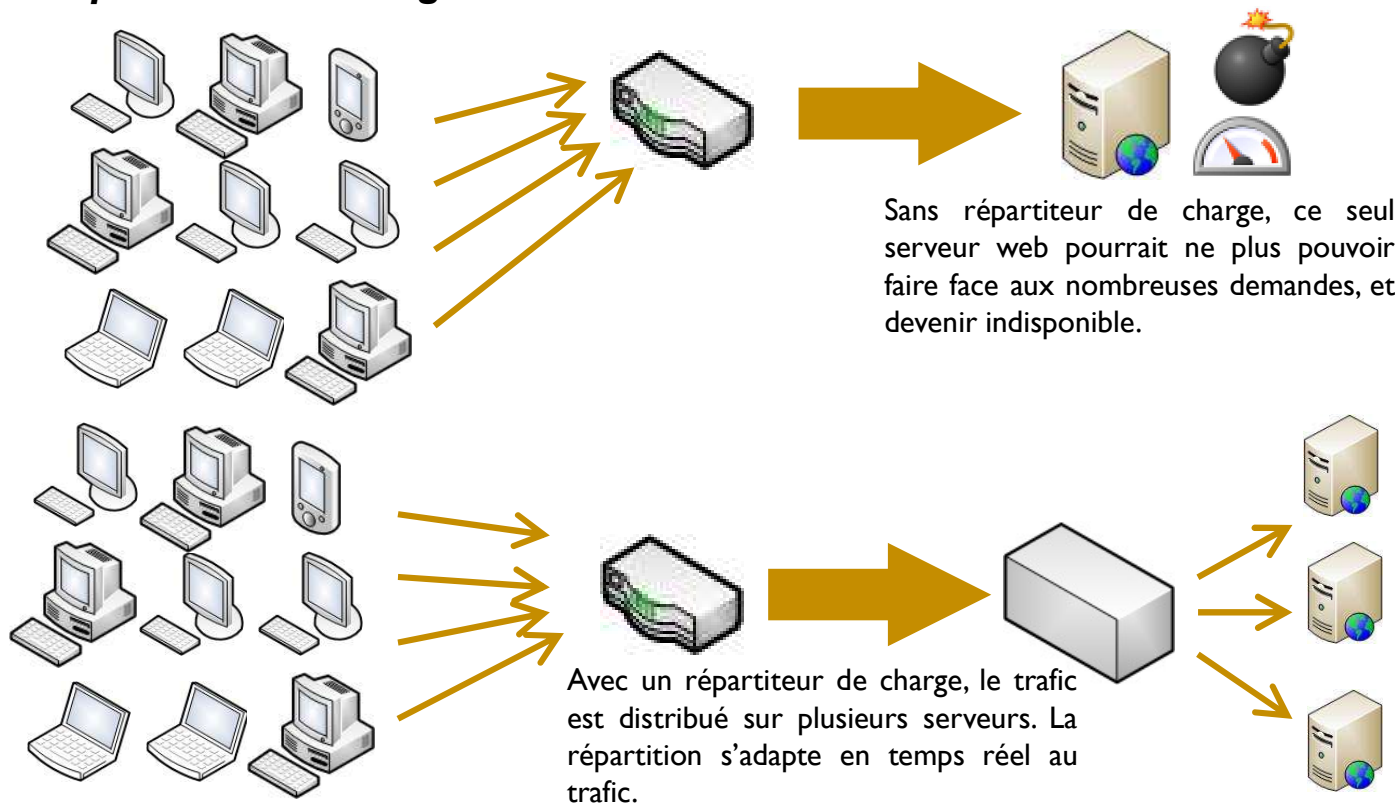 Sans répartiteur de charge, ce seul
serveur web pourrait ne plus pouvoir
faire face aux nombreuses demandes, et
devenir indisponible.
Avec un répartiteur de charge, le trafic
est distribué sur plusieurs serveurs. La
répartition s’adapte en temps réel au
trafic.